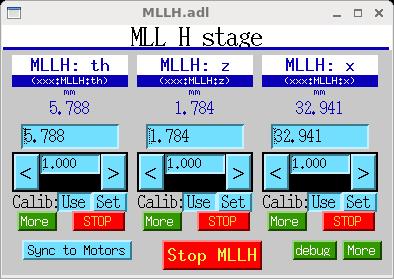 MLLH.adl
MLL H stage
MLLH: th MLLH: z MLLH: x
(xxx:MLLH:th) (xxx:MLLH:z) (xxx:MLLH:x)
mm mm mm
5.788 1.784 32.941
5.788 1.784 32.941
< 1.000 > < 1.000 > < 1.000 >
Calib: Use Set Calib: Use Set Calib: Use Set
More STOP More STOP More STOP
Sync to Motors Stop MLLH debug More